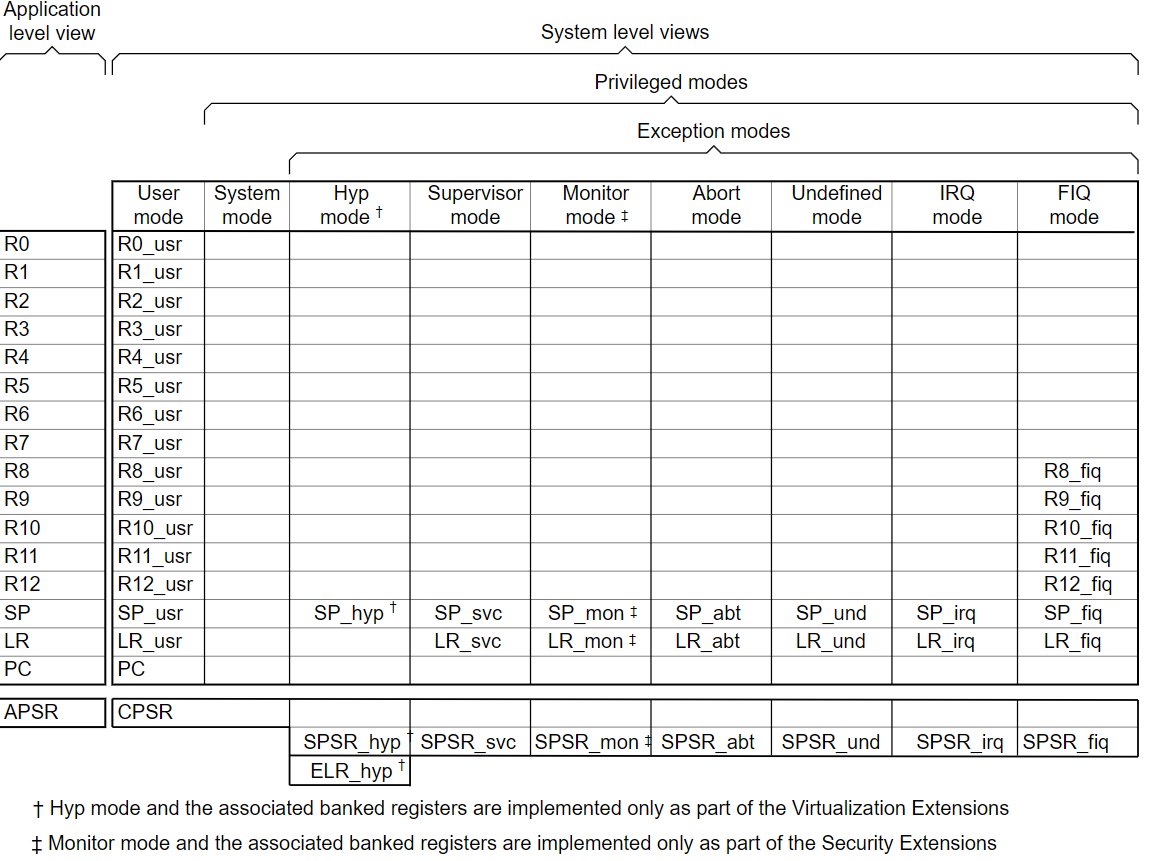 Application
level view
System level views
Privileged modes
Exception modes
User mode System mode Hyp mode † Supervisor mode Monitor mode ‡ Abort mode Undefined mode IRQ mode FIQ mode
R0 R0_usr
R1 R1_usr
R2 R2_usr
R3 R3_usr
R4 R4_usr
R5 R5_usr
R6 R6_usr
R7 R7_usr
R8 R8_usr R8_fiq
R9 R9_usr R9_fiq
R10 R10_usr R10_fiq
R11 R11_usr R11_fiq
R12 R12_usr R12_fiq
SP SP_usr SP_hyp † SP_svc SP_mon ‡ SP_abt SP_und SP_irq SP_fiq
LR LR_usr LR_svc LR_mon ‡ LR_abt LR_und LR_irq LR_fiq
PC PC
APSR CPSR
SPSR_hyp † SPSR_svc SPSR_mon ‡ SPSR_abt SPSR_und SPSR_irq SPSR_fiq
ELR_hyp †
† Hyp mode and the associated banked registers are implemented only as part of the Virtualization Extensions
‡ Monitor mode and the associated banked registers are implemented only as part of the Security Extensions